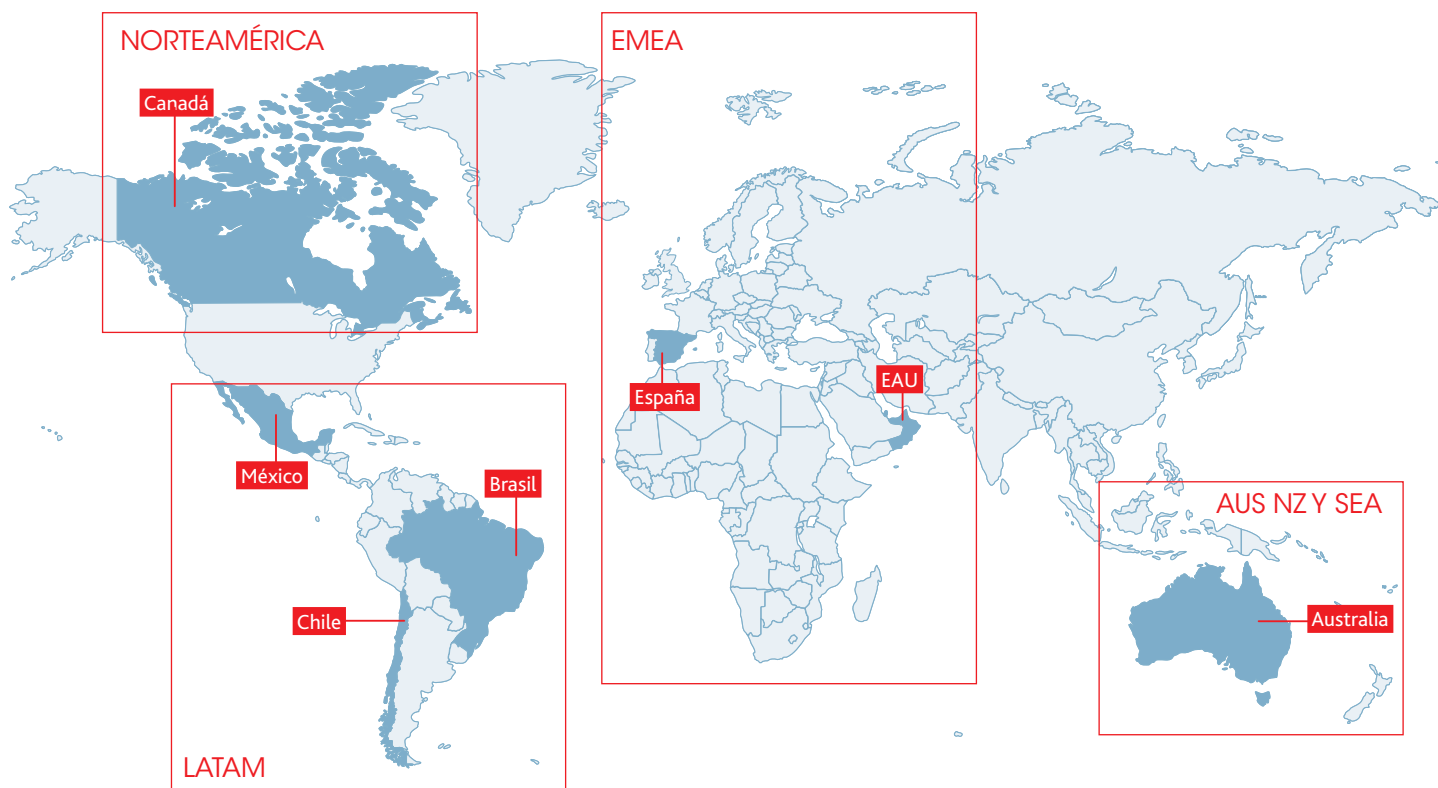 NORTEAMÉRICA
Canadá
EMEA
España
EAU
México
Brasil
Chile
LATAM
AUS NZ Y SEA
Australia